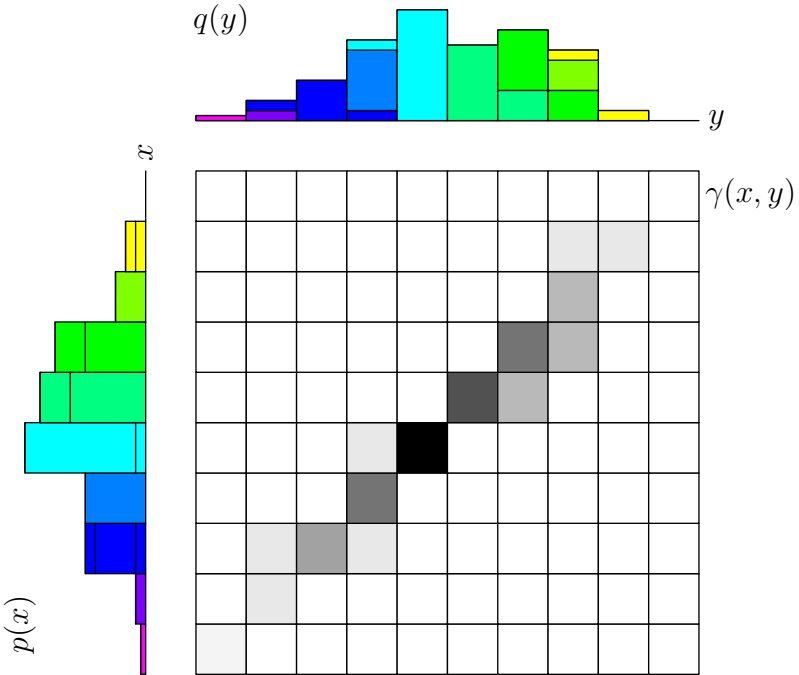 q(y)
y
x
γ(x, y)
p(x)